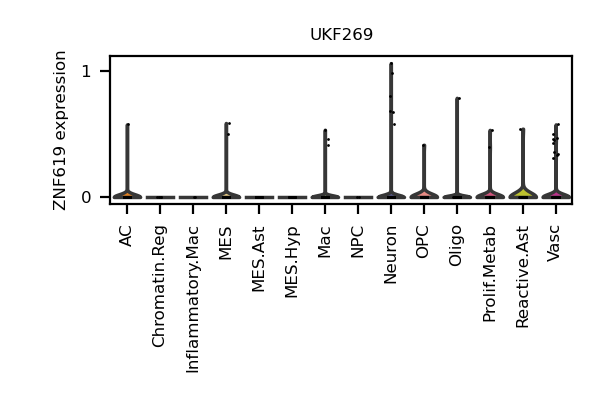 UKF269
ZNF619 expression
1
0
AC
Chromatin.Reg
Inflammatory.Mac
MES
MES.Ast
MES.Hyp
Mac
NPC
Neuron
OPC
Oligo
Prolif.Metab
Reactive.Ast
Vasc